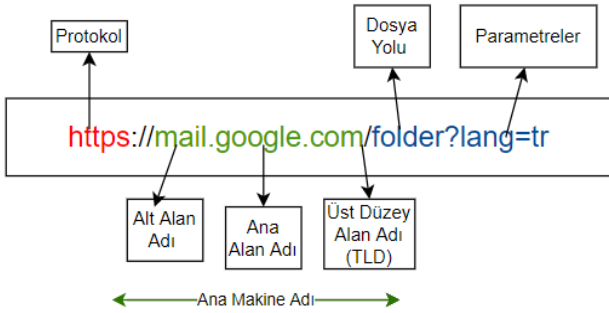 Protokol
Dosya
Yolu
Parametreler
https://mail.google.com/folder?lang=tr
Alt Alan
Adı
Ana
Alan Adı
Üst Düzey
Alan Adı
(TLD)
Ana Makine Adı